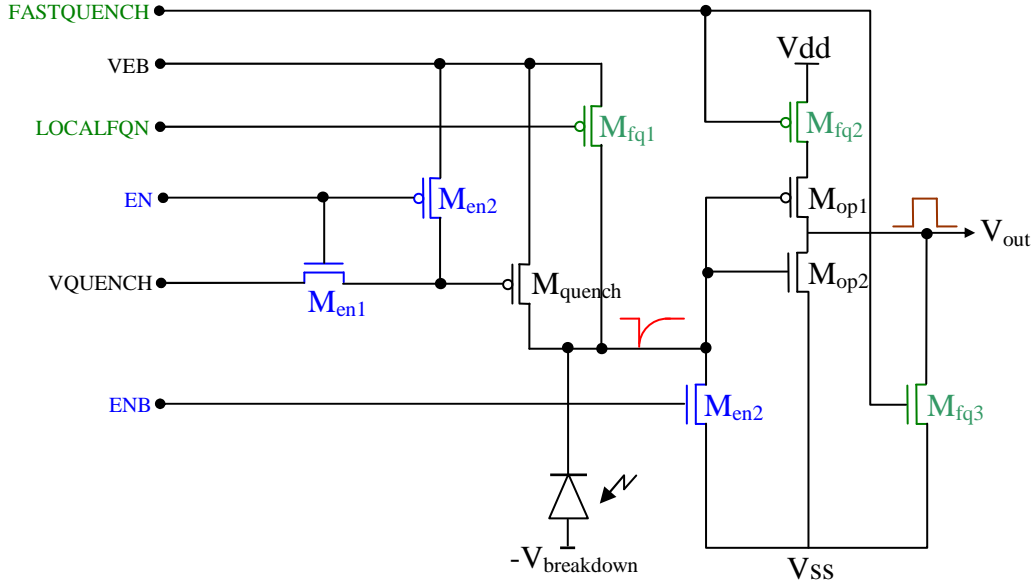 FASTQUENCH
Vdd
VEB
LOCALFQN
Mfq1
Mfq2
EN
Men2
Mop1
Vout
VQUENCH
Men1
Mquench
Mop2
ENB
Men2
Mfq3
-Vbreakdown
Vss